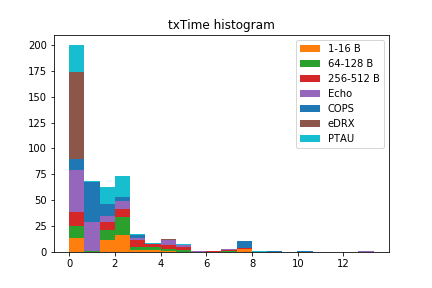 txTime histogram
200
175
150
125
100
75
50
25
0
0 2 4 6 8 10 12
1-16 B
64-128 B
256-512 B
Echo
COPS
eDRX
PTAU